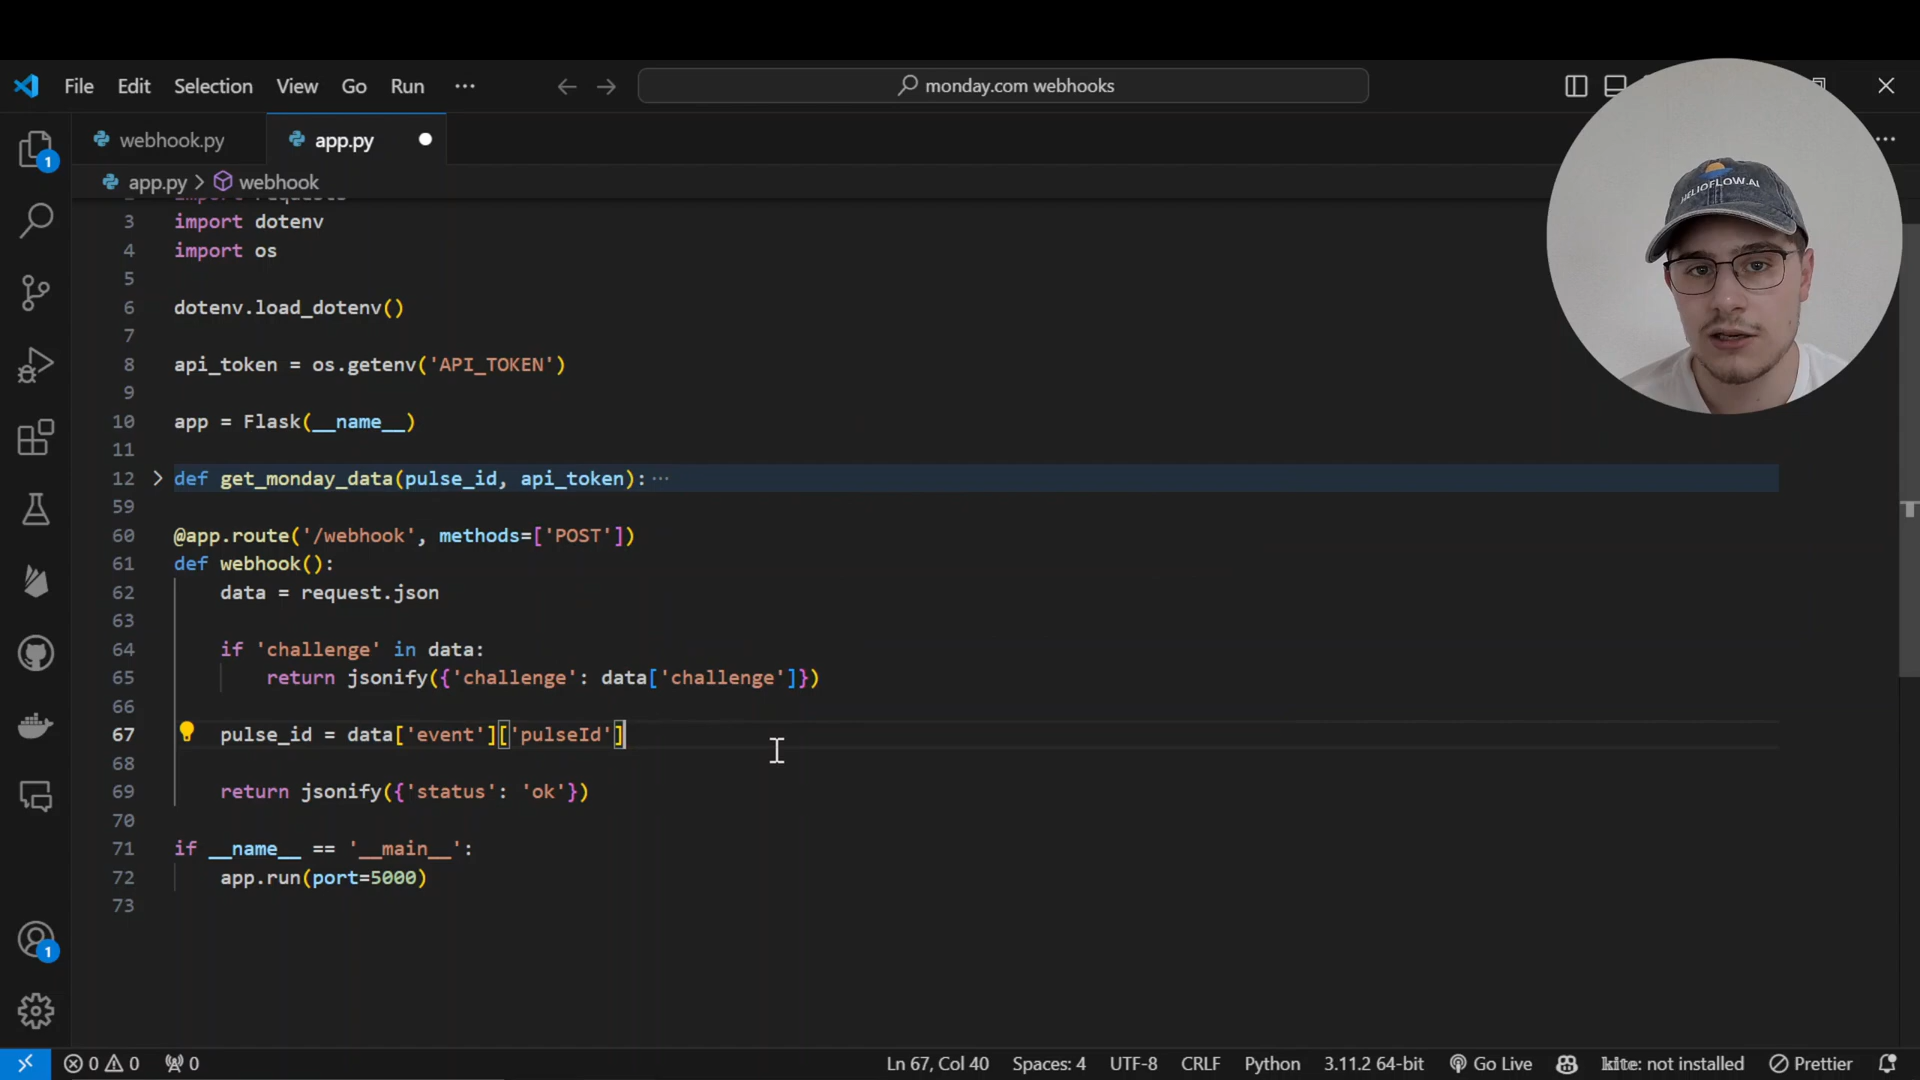 File Edit Selection View Go Run ··· monday.com webhooks
HELIOFLOW.AI
webhook.py app.py
app.py > webhook
1
3 import dotenv
4 import os
5
6 dotenv.load_dotenv()
7
8 api_token = os.getenv('API_TOKEN')
9
10 app = Flask(__name__)
11
12 def get_monday_data(pulse_id, api_token): ···
59
60 @app.route('/webhook', methods=['POST'])
61 def webhook():
62 data = request.json
63
64 if 'challenge' in data:
65 return jsonify({'challenge': data['challenge']})
66
67 pulse_id = data['event']['pulseId']
68
69 return jsonify({'status': 'ok'})
70
71 if __name__ == '__main__':
72 app.run(port=5000)
73
1
0 0 0 Ln 67, Col 40 Spaces: 4 UTF-8 CRLF Python 3.11.2 64-bit Go Live kite: not installed Prettier